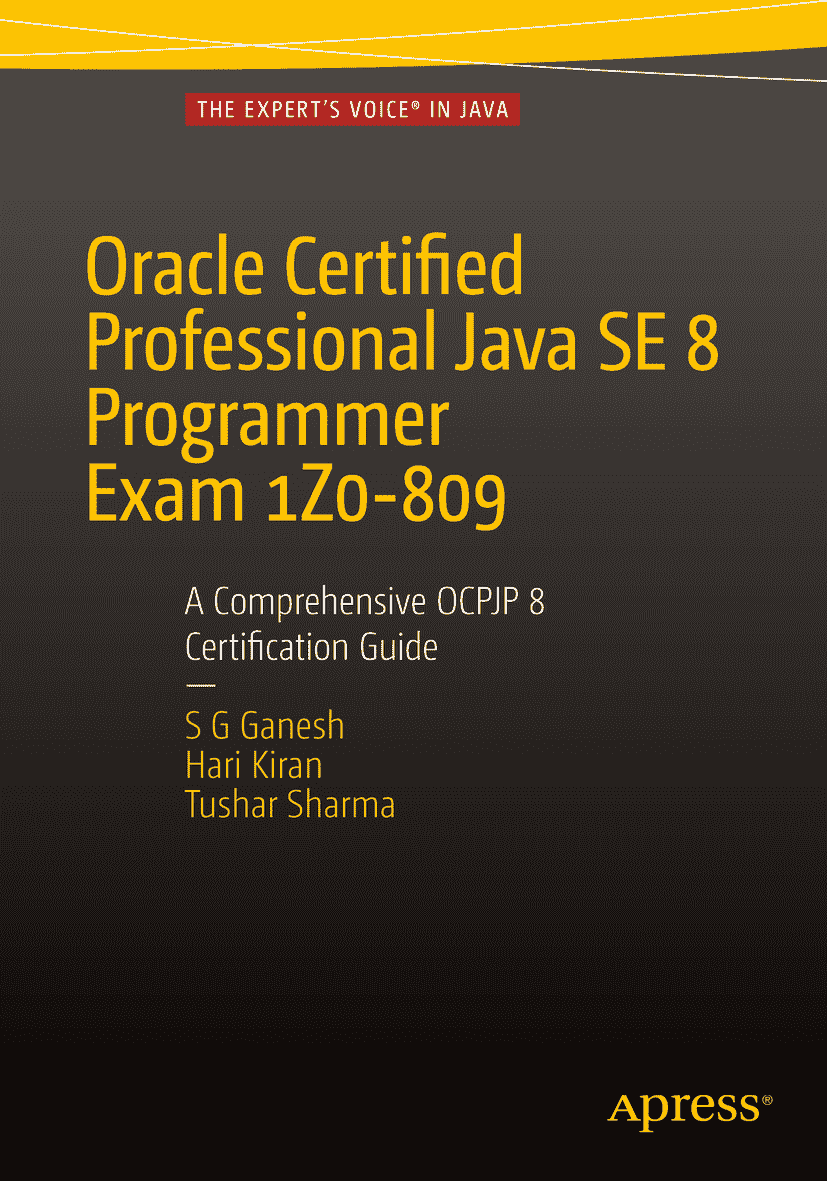 THE EXPERT'S VOICE® IN JAVA
Oracle Certified
Professional Java SE 8
Programmer
Exam 1Z0-809
A Comprehensive OCPJP 8
Certification Guide
S G Ganesh
Hari Kiran
Tushar Sharma
Apress®